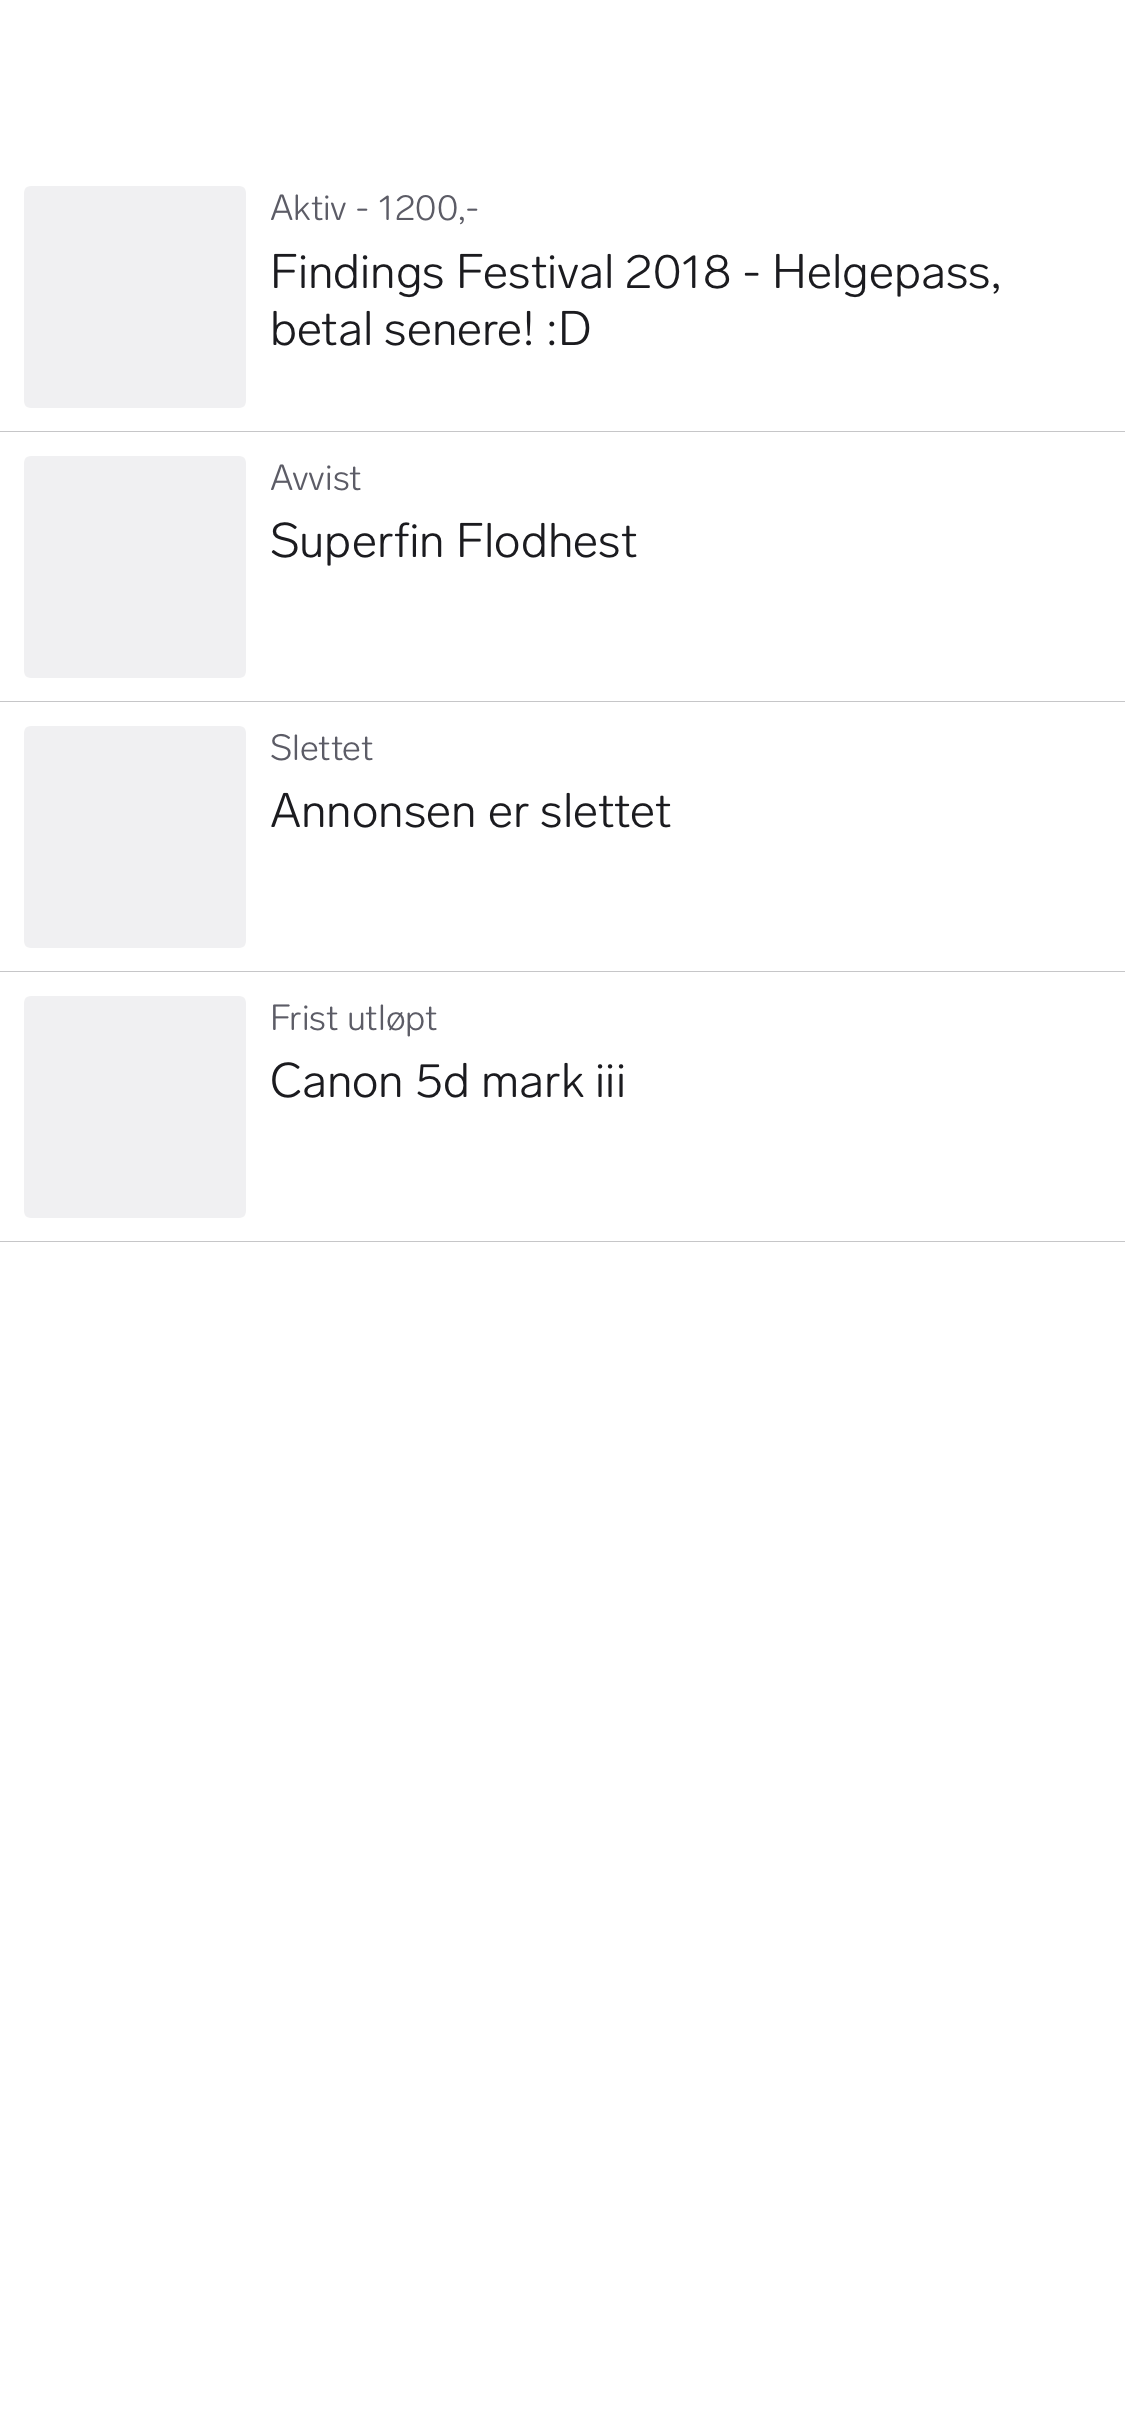 Aktiv - 1200,-
Findings Festival 2018 - Helgepass,
betal senere! :D
Avvist
Superfin Flodhest
Slettet
Annonsen er slettet
Frist utløpt
Canon 5d mark iii